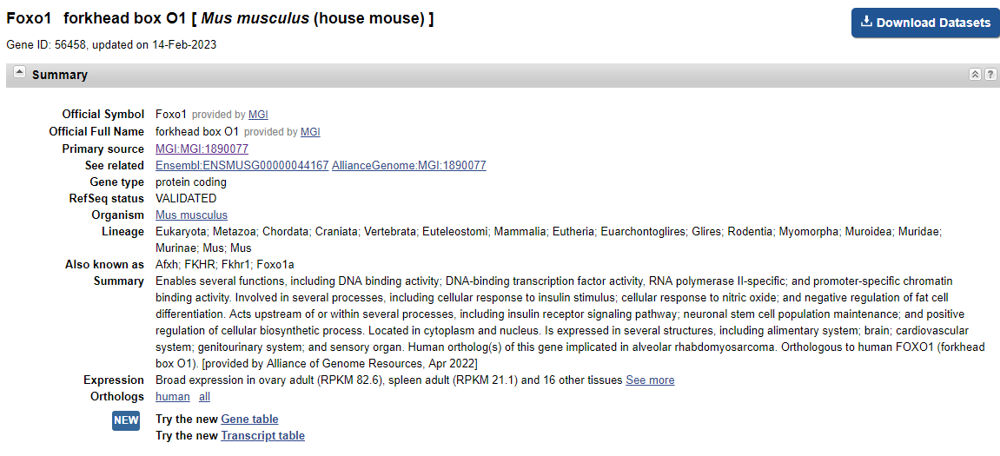 Foxo1 forkhead box O1 [ Mus musculus (house mouse) ]
Download Datasets
Gene ID: 56458, updated on 14-Feb-2023
Summary
?
Official Symbol Foxo1 provided by MGI
Official Full Name forkhead box O1 provided by MGI
Primary source MGI:MGI:1890077
See related Ensembl:ENSMUSG00000044167 AllianceGenome:MGI:1890077
Gene type protein coding
RefSeq status VALIDATED
Organism Mus musculus
Lineage Eukaryota; Metazoa; Chordata; Craniata; Vertebrata; Euteleostomi; Mammalia; Eutheria; Euarchontoglires; Glires; Rodentia; Myomorpha; Muroidea; Muridae;
Murinae; Mus; Mus
Also known as Afxh; FKHR; Fkhr1; Foxo1a
Summary Enables several functions, including DNA binding activity; DNA-binding transcription factor activity, RNA polymerase II-specific; and promoter-specific chromatin
binding activity. Involved in several processes, including cellular response to insulin stimulus; cellular response to nitric oxide; and negative regulation of fat cell
differentiation. Acts upstream of or within several processes, including insulin receptor signaling pathway; neuronal stem cell population maintenance; and positive
regulation of cellular biosynthetic process. Located in cytoplasm and nucleus. Is expressed in several structures, including alimentary system; brain; cardiovascular
system; genitourinary system; and sensory organ. Human ortholog(s) of this gene implicated in alveolar rhabdomyosarcoma. Orthologous to human FOXO1 (forkhead
box O1). [provided by Alliance of Genome Resources, Apr 2022]
Expression Broad expression in ovary adult (RPKM 82.6), spleen adult (RPKM 21.1) and 16 other tissues See more
Orthologs human all
NEW Try the new Gene table
Try the new Transcript table